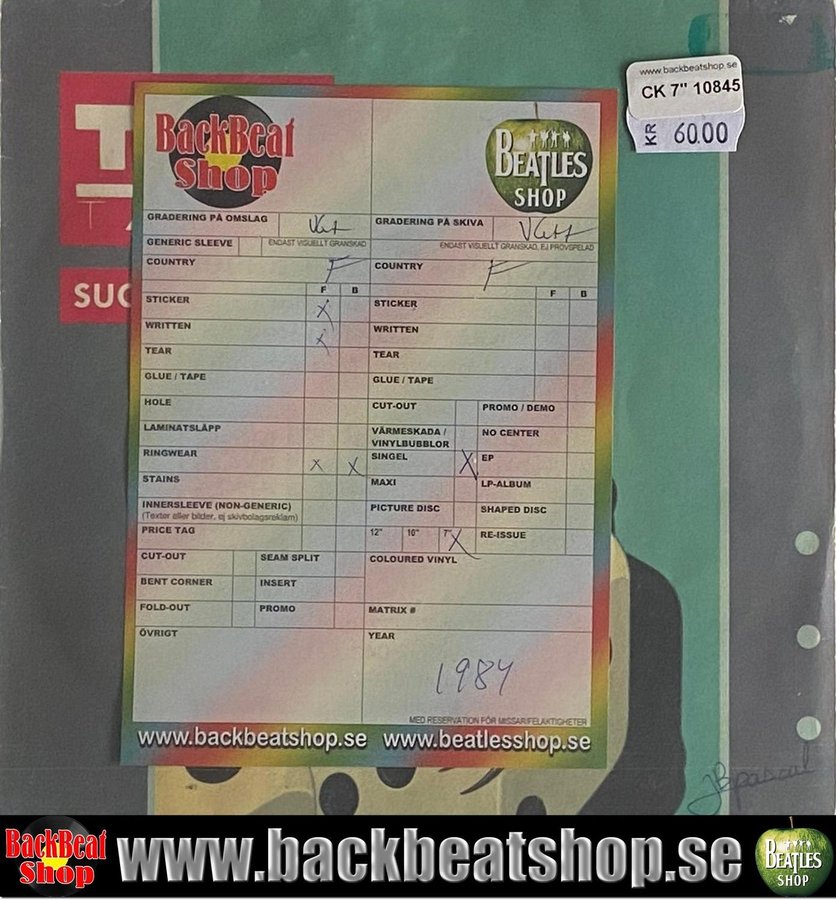 www.backbeatshop.se
CK 7" 10845
KR 60.00
SUC
BackBeat
Shop
BEATLES
SHOP
GRADERING PÅ OMSLAG
GRADERING PÅ SKIVA
GENERIC SLEEVE
ENDAST VISUELLT GRANSKAD
ENDAST VISUELLT GRANSKAD, EJ PROVSPELAD
COUNTRY F
COUNTRY F
F B
F B
STICKER X
STICKER
WRITTEN X
WRITTEN
TEAR
TEAR
GLUE / TAPE
GLUE / TAPE
HOLE
CUT-OUT
PROMO / DEMO
LAMINATSLÄPP
VÄRMESKADA /
VINYLBUBBLOR
NO CENTER
RINGWEAR X X
SINGEL X
EP
STAINS
MAXI
LP-ALBUM
INNERSLEEVE (NON-GENERIC)
(Texter eller bilder, ej skivbolagsreklam)
PICTURE DISC
SHAPED DISC
PRICE TAG
12" 10" 7" X
RE-ISSUE
CUT-OUT
SEAM SPLIT
COLOURED VINYL
BENT CORNER
INSERT
FOLD-OUT
PROMO
MATRIX #
ÖVRIGT
YEAR
1984
MED RESERVATION FÖR MISSAR/FELAKTIGHETER
www.backbeatshop.se
www.beatlesshop.se
BackBeat
Shop
www.backbeatshop.se
BEATLES
SHOP